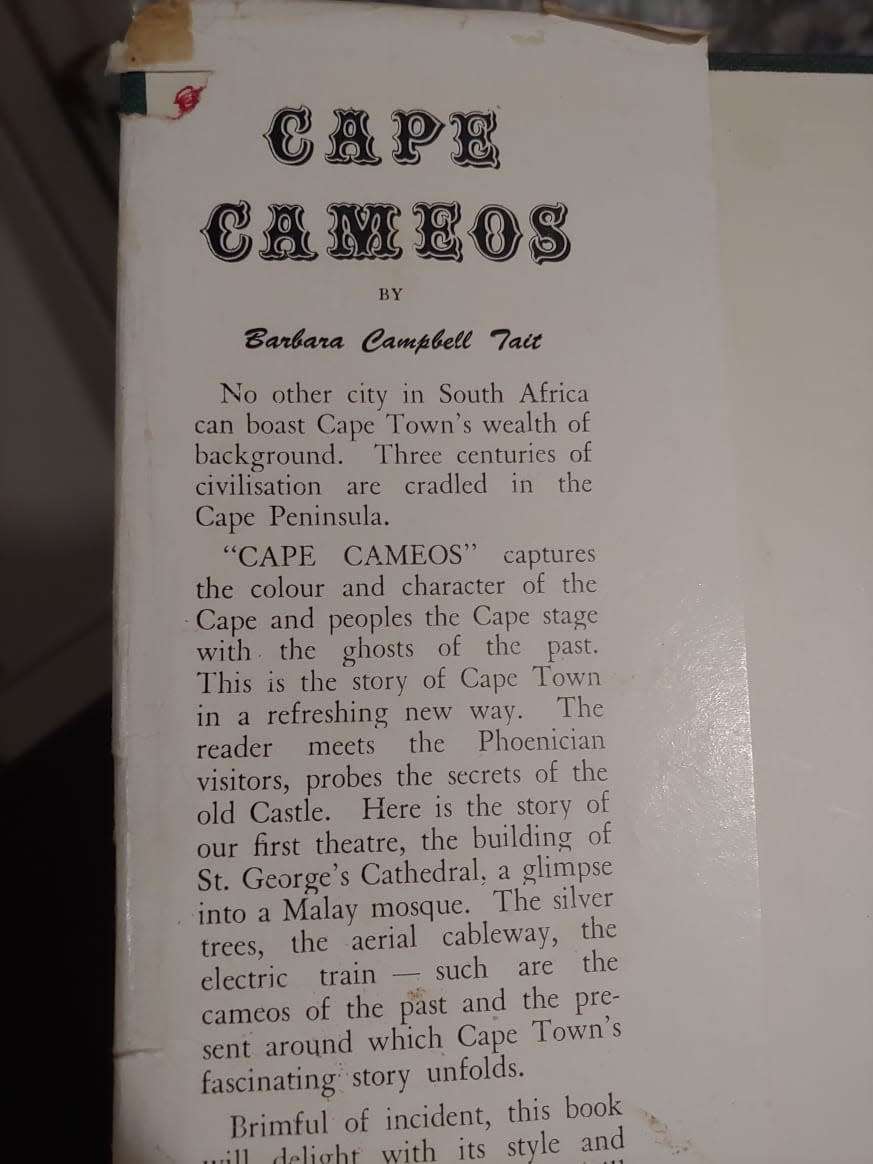 CAPE
CAMEOS
BY
Barbara Campbell Tait
No other city in South Africa
can boast Cape Town's wealth of
background. Three centuries of
civilisation are cradled in the
Cape Peninsula.
"CAPE CAMEOS" captures
the colour and character of the
Cape and peoples the Cape stage
with the ghosts of the past.
This is the story of Cape Town
in a refreshing new way. The
reader meets the Phoenician
visitors, probes the secrets of the
old Castle. Here is the story of
our first theatre, the building of
St. George's Cathedral, a glimpse
into a Malay mosque. The silver
trees, the aerial cableway, the
electric train — such are the
cameos of the past and the pre-
sent around which Cape Town's
fascinating story unfolds.
Brimful of incident, this book
will delight with its style and